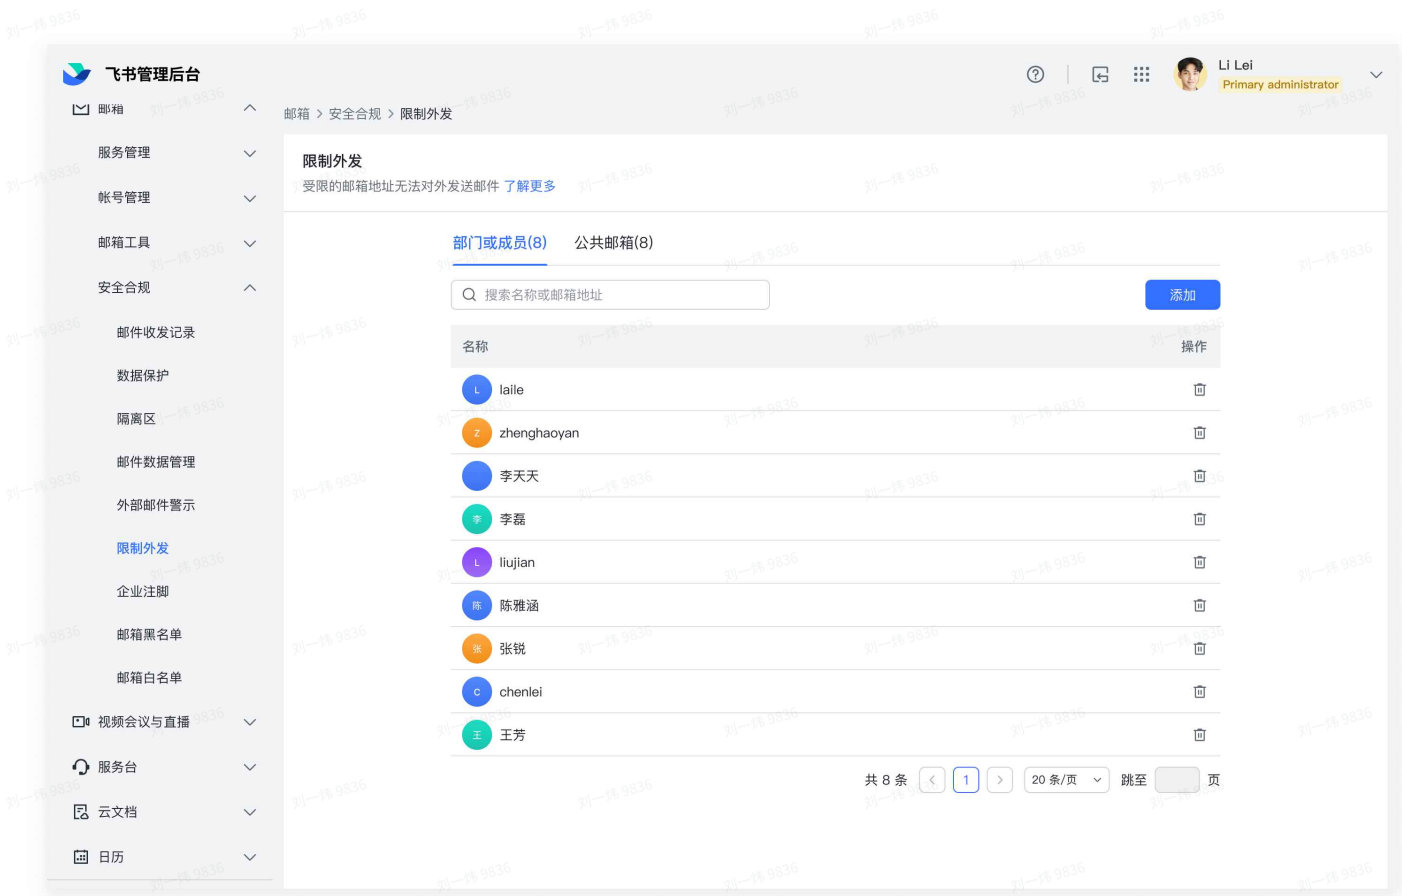 飞书管理后台
Li Lei
Primary administrator
邮箱
服务管理
帐号管理
邮箱工具
安全合规
邮件收发记录
数据保护
隔离区
邮件数据管理
外部邮件警示
限制外发
企业注脚
邮箱黑名单
邮箱白名单
视频会议与直播
服务台
云文档
日历
邮箱 > 安全合规 > 限制外发
限制外发
受限的邮箱地址无法对外发送邮件 了解更多
部门或成员(8) 公共邮箱(8)
搜索名称或邮箱地址 添加
名称 操作
L laile
Z zhenghaoyan
李天天
李 李磊
L liujian
陈 陈雅涵
张 张锐
C chenlei
王 王芳
共 8 条 < 1 > 20 条/页 跳至 页
刘一炜 9836